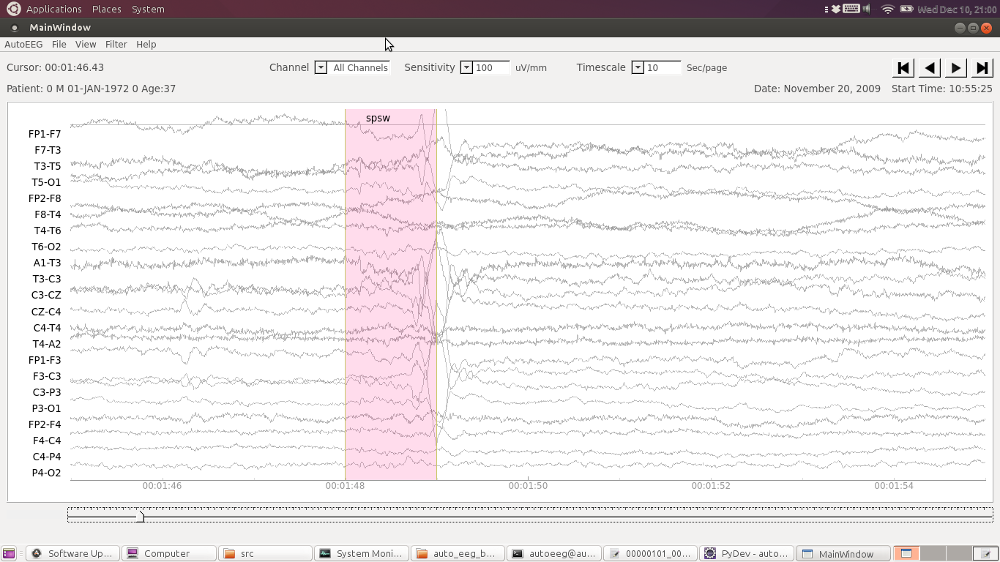 Applications Places System Wed Dec 10, 21:00
MainWindow
AutoEEG File View Filter Help
Cursor: 00:01:46.43 Channel All Channels Sensitivity 100 uV/mm Timescale 10 Sec/page
Patient: 0 M 01-JAN-1972 0 Age:37 Date: November 20, 2009 Start Time: 10:55:25
spsw
FP1-F7
F7-T3
T3-T5
T5-O1
FP2-F8
F8-T4
T4-T6
T6-O2
A1-T3
T3-C3
C3-CZ
CZ-C4
C4-T4
T4-A2
FP1-F3
F3-C3
C3-P3
P3-O1
FP2-F4
F4-C4
C4-P4
P4-O2
00:01:46 00:01:48 00:01:50 00:01:52 00:01:54
Software Up... Computer src System Moni... auto_eeg_b... autoeeg@au... 00000101_00... PyDev - auto... MainWindow